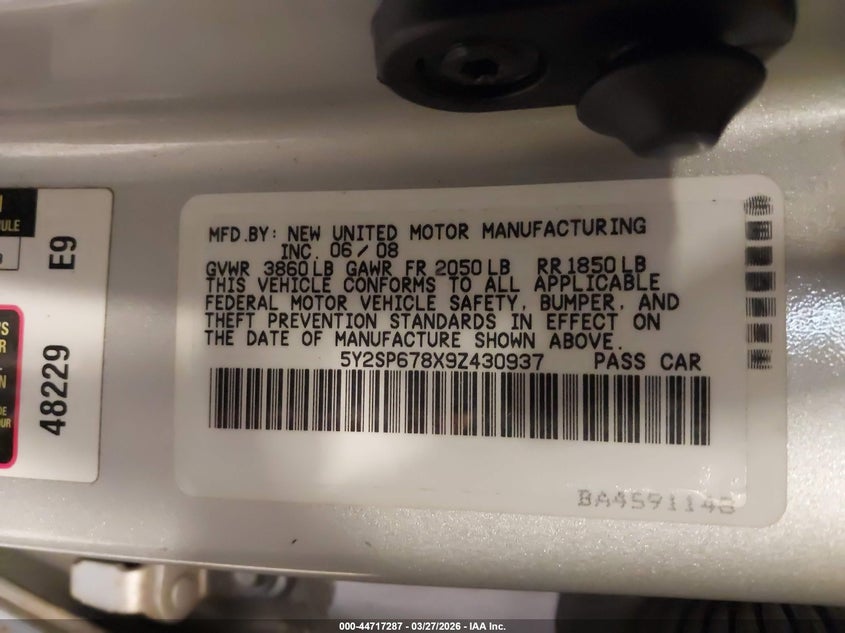 MFD.BY: NEW UNITED MOTOR MANUFACTURING
INC. 06/08
GVWR 3860LB GAWR FR 2050LB RR 1850LB
THIS VEHICLE CONFORMS TO ALL APPLICABLE
FEDERAL MOTOR VEHICLE SAFETY, BUMPER, AND
THEFT PREVENTION STANDARDS IN EFFECT ON
THE DATE OF MANUFACTURE SHOWN ABOVE.
5Y2SP678X9Z430937 PASS CAR
E9
48229
000-44717287 - 03/27/2026 - IAA Inc.